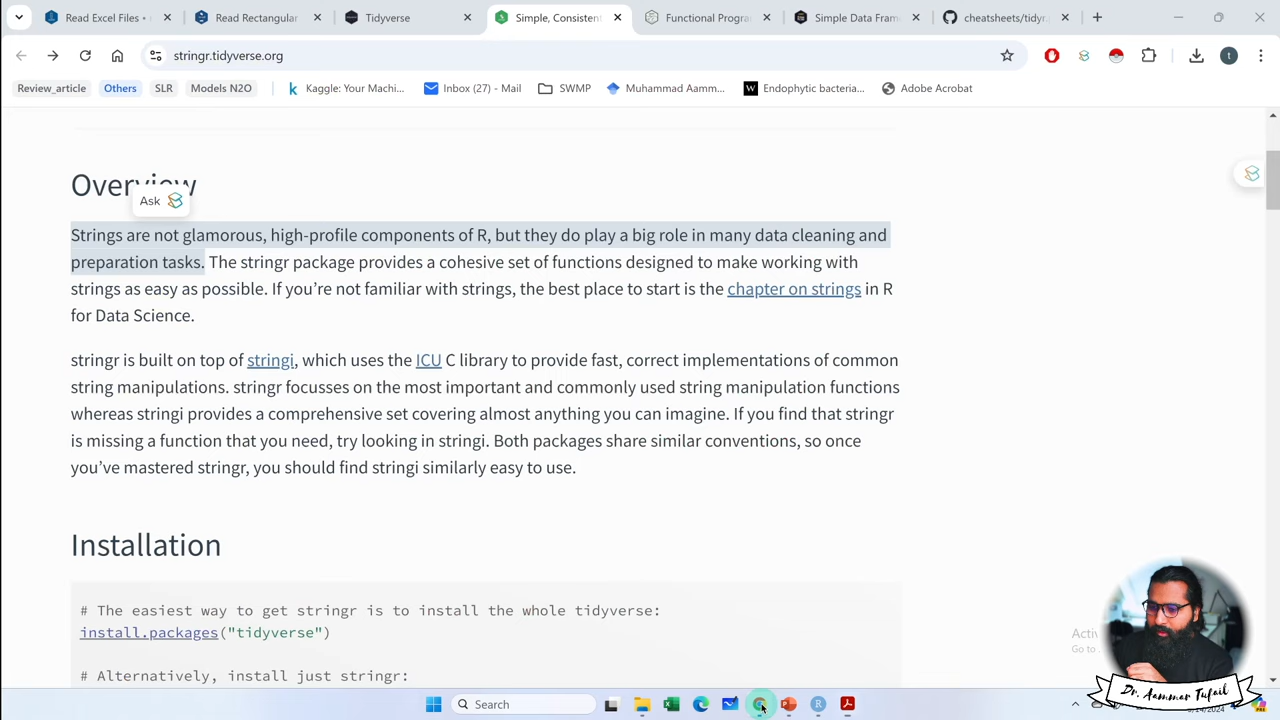 Read Excel Files •
Read Rectangular
Tidyverse
Simple, Consisten
Functional Progra
Simple Data Fram
cheatsheets/tidyr.
stringr.tidyverse.org
t
Review_article
Others
SLR
Models N2O
Kaggle: Your Machi...
Inbox (27) - Mail
SWMP
Muhammad Aamm...
Endophytic bacteria...
Adobe Acrobat
Overview
Ask
Strings are not glamorous, high-profile components of R, but they do play a big role in many data cleaning and
preparation tasks. The stringr package provides a cohesive set of functions designed to make working with
strings as easy as possible. If you’re not familiar with strings, the best place to start is the chapter on strings in R
for Data Science.
stringr is built on top of stringi, which uses the ICU C library to provide fast, correct implementations of common
string manipulations. stringr focusses on the most important and commonly used string manipulation functions
whereas stringi provides a comprehensive set covering almost anything you can imagine. If you find that stringr
is missing a function that you need, try looking in stringi. Both packages share similar conventions, so once
you’ve mastered stringr, you should find stringi similarly easy to use.
Installation
# The easiest way to get stringr is to install the whole tidyverse:
install.packages("tidyverse")
# Alternatively, install just stringr:
Activ
Go to
Search
Dr. Aammar Tufail